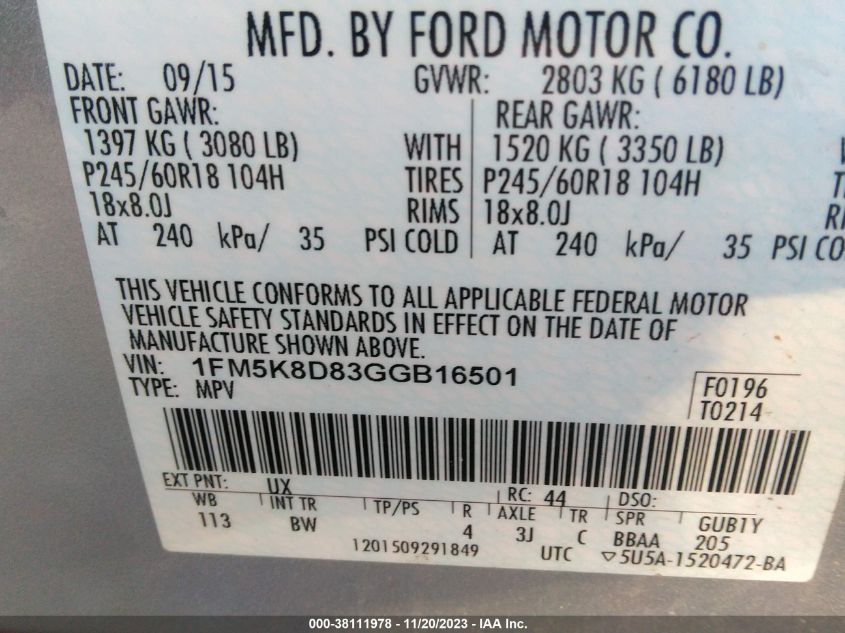 MFD. BY FORD MOTOR CO.
DATE: 09/15 GVWR: 2803 KG ( 6180 LB)
FRONT GAWR: REAR GAWR:
1397 KG ( 3080 LB) WITH 1520 KG ( 3350 LB)
P245/60R18 104H TIRES P245/60R18 104H
18x8.0J RIMS 18x8.0J
AT 240 kPa/ 35 PSI COLD AT 240 kPa/ 35 PSI CO
THIS VEHICLE CONFORMS TO ALL APPLICABLE FEDERAL MOTOR
VEHICLE SAFETY STANDARDS IN EFFECT ON THE DATE OF
MANUFACTURE SHOWN ABOVE.
VIN: 1FM5K8D83GGB16501
TYPE: MPV
F0196
T0214
EXT PNT: UX RC: 44 DSO:
WB INT TR TP/PS R AXLE TR SPR GUB1Y
113 BW 4 3J C BBAA 205
1201509291849 UTC ▽5U5A-1520472-BA
000-38111978 - 11/20/2023 - IAA Inc.